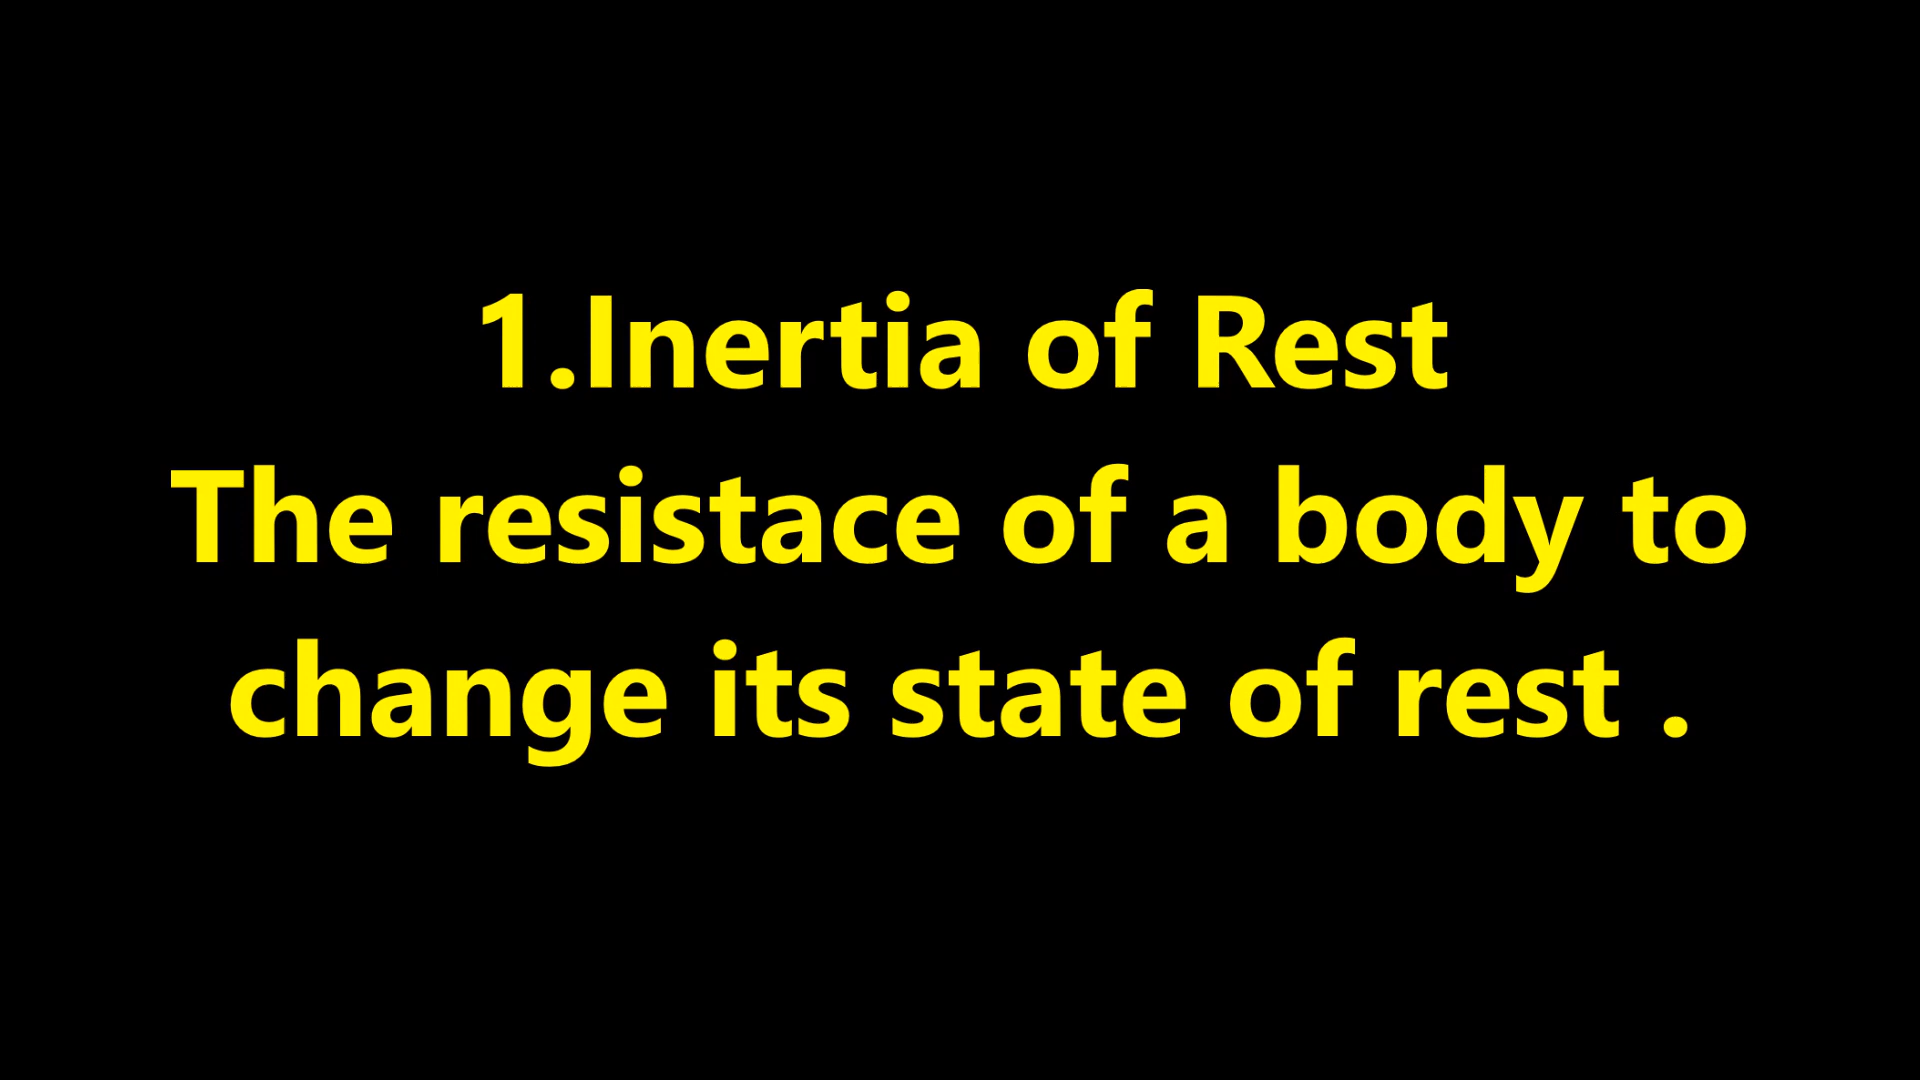 1.Inertia of Rest
The resistace of a body to
change its state of rest .